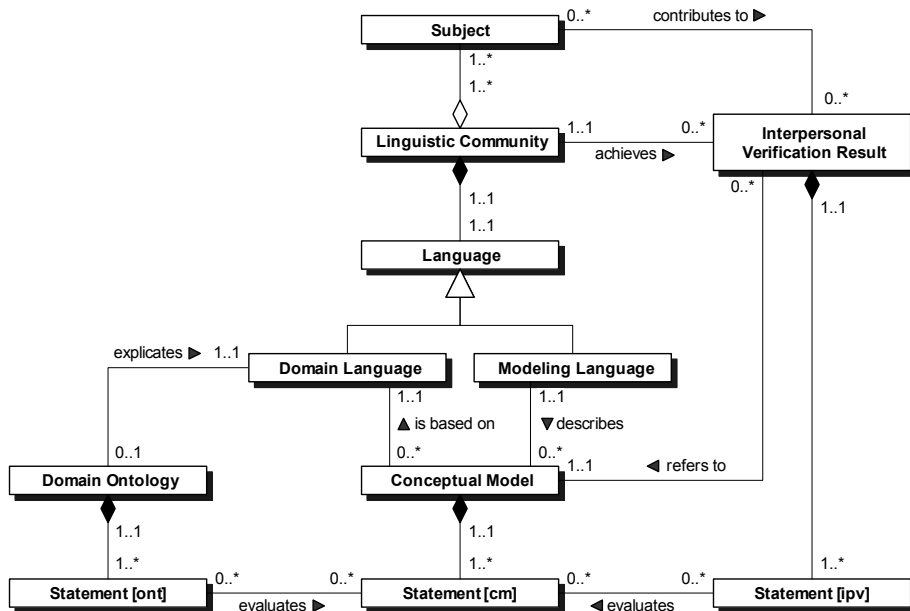 Subject
0..*
contributes to ►
1..*
1..*
0..*
Linguistic Community
1..1
0..*
achieves ►
Interpersonal
Verification Result
0..*
1..1
1..1
1..1
Language
explicates ►
1..1
Domain Language
Modeling Language
1..1
1..1
▲ is based on
▼ describes
0..1
0..*
0..*
1..1
◄ refers to
Domain Ontology
Conceptual Model
1..1
1..1
1..*
1..*
1..*
Statement [ont]
0..*
0..*
evaluates ►
Statement [cm]
0..*
0..*
◄ evaluates
Statement [ipv]